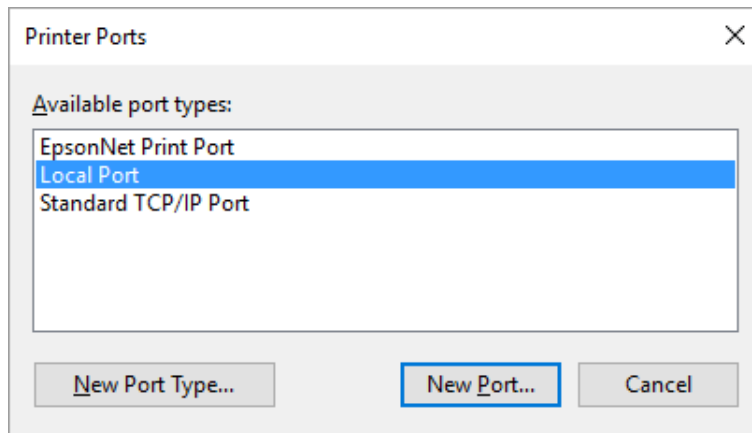 Printer Ports
Available port types:
EpsonNet Print Port
Local Port
Standard TCP/IP Port
New Port Type... New Port... Cancel